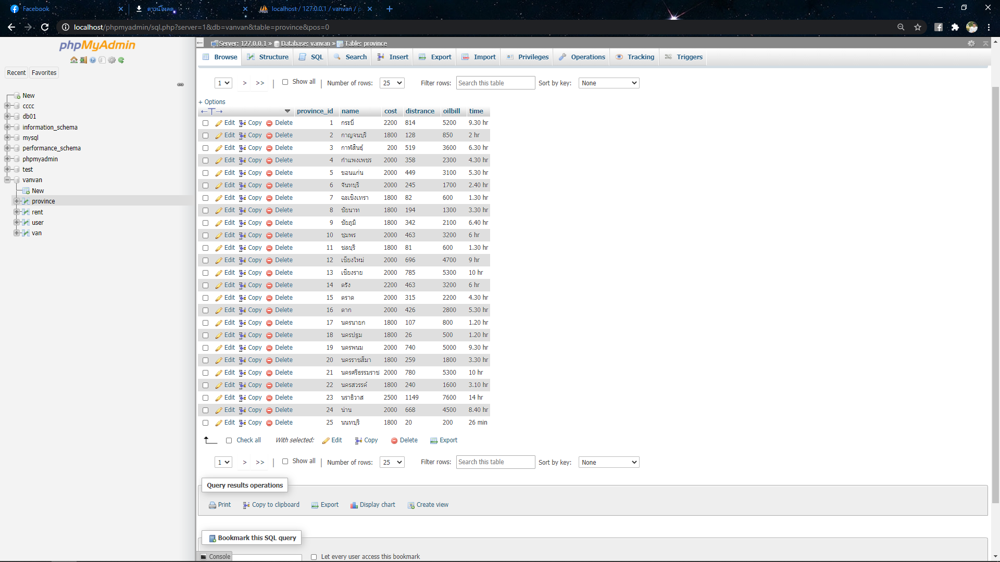 Facebook
ดาวน์โหลด
localhost / 127.0.0.1 / vanvan / p
localhost/phpmyadmin/sql.php?server=1&db=vanvan&table=province&pos=0
phpMyAdmin
Recent Favorites
New
cccc
db01
information_schema
mysql
performance_schema
phpmyadmin
test
vanvan
New
province
rent
user
van
Server: 127.0.0.1 » Database: vanvan » Table: province
Browse Structure SQL Search Insert Export Import Privileges Operations Tracking Triggers
1 > >> | Show all | Number of rows: 25 Filter rows: Search this table Sort by key: None
+ Options
←T→ province_id name cost distrance oilbill time
Edit Copy Delete 1 กระบี่ 2200 814 5200 9.30 hr
Edit Copy Delete 2 กาญจนบุรี 1800 128 850 2 hr
Edit Copy Delete 3 กาฬสินธุ์ 200 519 3600 6.30 hr
Edit Copy Delete 4 กำแพงเพชร 2000 358 2300 4.30 hr
Edit Copy Delete 5 ขอนแก่น 2000 449 3100 5.30 hr
Edit Copy Delete 6 จันทบุรี 2000 245 1700 2.40 hr
Edit Copy Delete 7 ฉะเชิงเทรา 1800 82 600 1.30 hr
Edit Copy Delete 8 ชัยนาท 1800 194 1300 3.30 hr
Edit Copy Delete 9 ชัยภูมิ 1800 342 2100 6.40 hr
Edit Copy Delete 10 ชุมพร 2000 463 3200 6 hr
Edit Copy Delete 11 ชลบุรี 1800 81 600 1.30 hr
Edit Copy Delete 12 เชียงใหม่ 2000 696 4700 9 hr
Edit Copy Delete 13 เชียงราย 2000 785 5300 10 hr
Edit Copy Delete 14 ตรัง 2200 463 3200 6 hr
Edit Copy Delete 15 ตราด 2000 315 2200 4.30 hr
Edit Copy Delete 16 ตาก 2000 426 2800 5.30 hr
Edit Copy Delete 17 นครนายก 1800 107 800 1.20 hr
Edit Copy Delete 18 นครปฐม 1800 26 500 1.20 hr
Edit Copy Delete 19 นครพนม 2000 740 5000 9.30 hr
Edit Copy Delete 20 นครราชสีมา 1800 259 1800 3.30 hr
Edit Copy Delete 21 นครศรีธรรมราช 2000 780 5300 10 hr
Edit Copy Delete 22 นครสวรรค์ 1800 240 1600 3.10 hr
Edit Copy Delete 23 นราธิวาส 2500 1149 7600 14 hr
Edit Copy Delete 24 น่าน 2000 668 4500 8.40 hr
Edit Copy Delete 25 นนทบุรี 1800 20 200 26 min
Check all With selected: Edit Copy Delete Export
1 > >> | Show all | Number of rows: 25 Filter rows: Search this table Sort by key: None
Query results operations
Print Copy to clipboard Export Display chart Create view
Bookmark this SQL query
Console Let every user access this bookmark